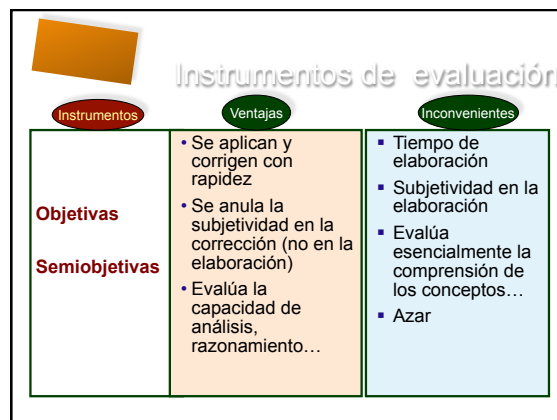 Instrumentos de evaluación
Instrumentos
Ventajas
Inconvenientes
Objetivas
Semiobjetivas
• Se aplican y
corrigen con
rapidez
• Se anula la
subjetividad en la
corrección (no en la
elaboración)
• Evalúa la
capacidad de
análisis,
razonamiento…
▪ Tiempo de
elaboración
▪ Subjetividad en la
elaboración
▪ Evalúa
esencialmente la
comprensión de
los conceptos…
▪ Azar